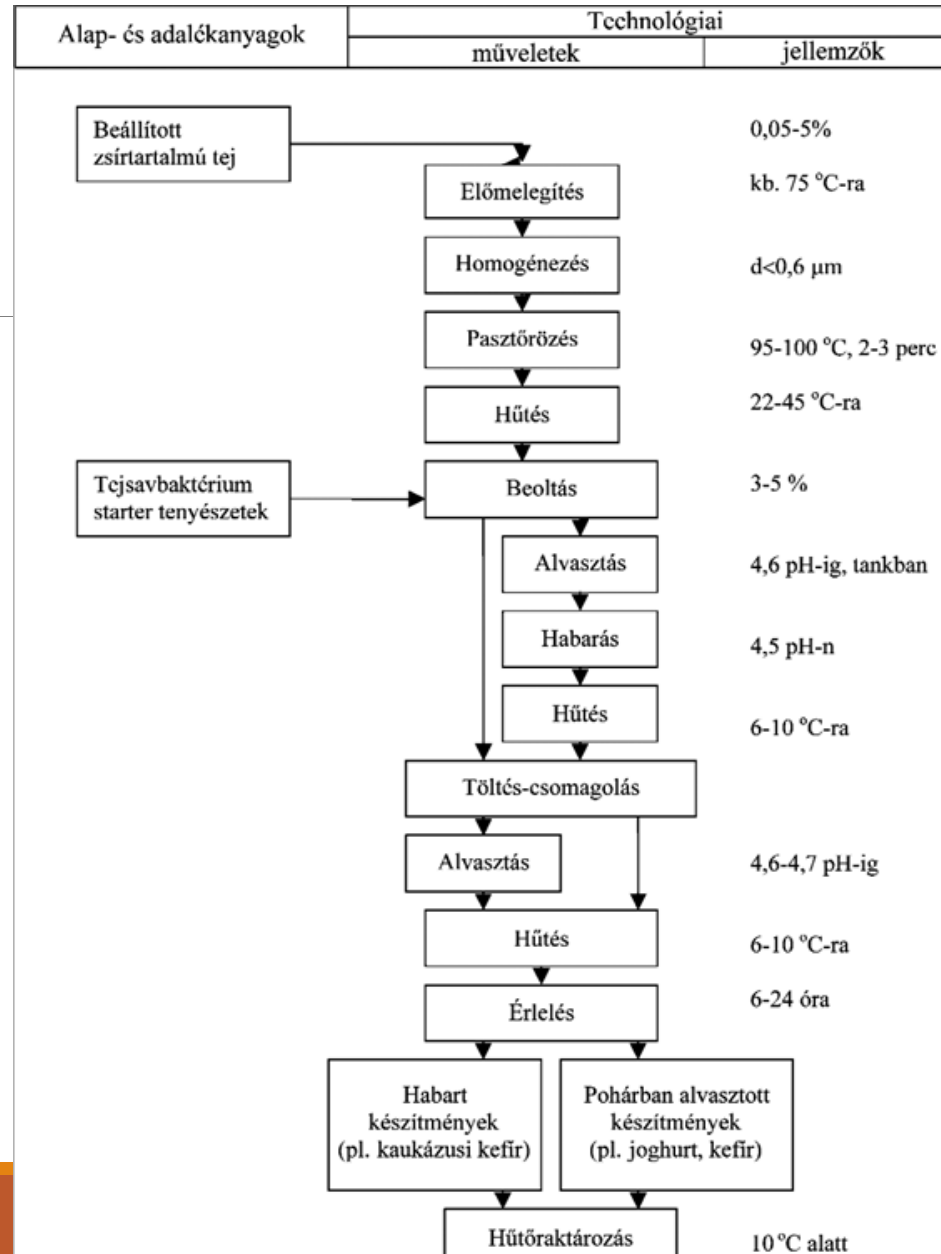 Alap- és adalékanyagok
Technológiai
műveletek
jellemzők
Beállított
zsírtartalmú tej
0,05-5%
Előmelegítés
kb. 75 °C-ra
Homogénezés
d<0,6 µm
Pasztőrözés
95-100 °C, 2-3 perc
Hűtés
22-45 °C-ra
Tejsavbaktérium
starter tenyészetek
Beoltás
3-5 %
Alvasztás
4,6 pH-ig, tankban
Habarás
4,5 pH-n
Hűtés
6-10 °C-ra
Töltés-csomagolás
Alvasztás
4,6-4,7 pH-ig
Hűtés
6-10 °C-ra
Érlelés
6-24 óra
Habart
készítmények
(pl. kaukázusi kefír)
Pohárban alvasztott
készítmények
(pl. joghurt, kefír)
Hűtőraktározás
10 °C alatt